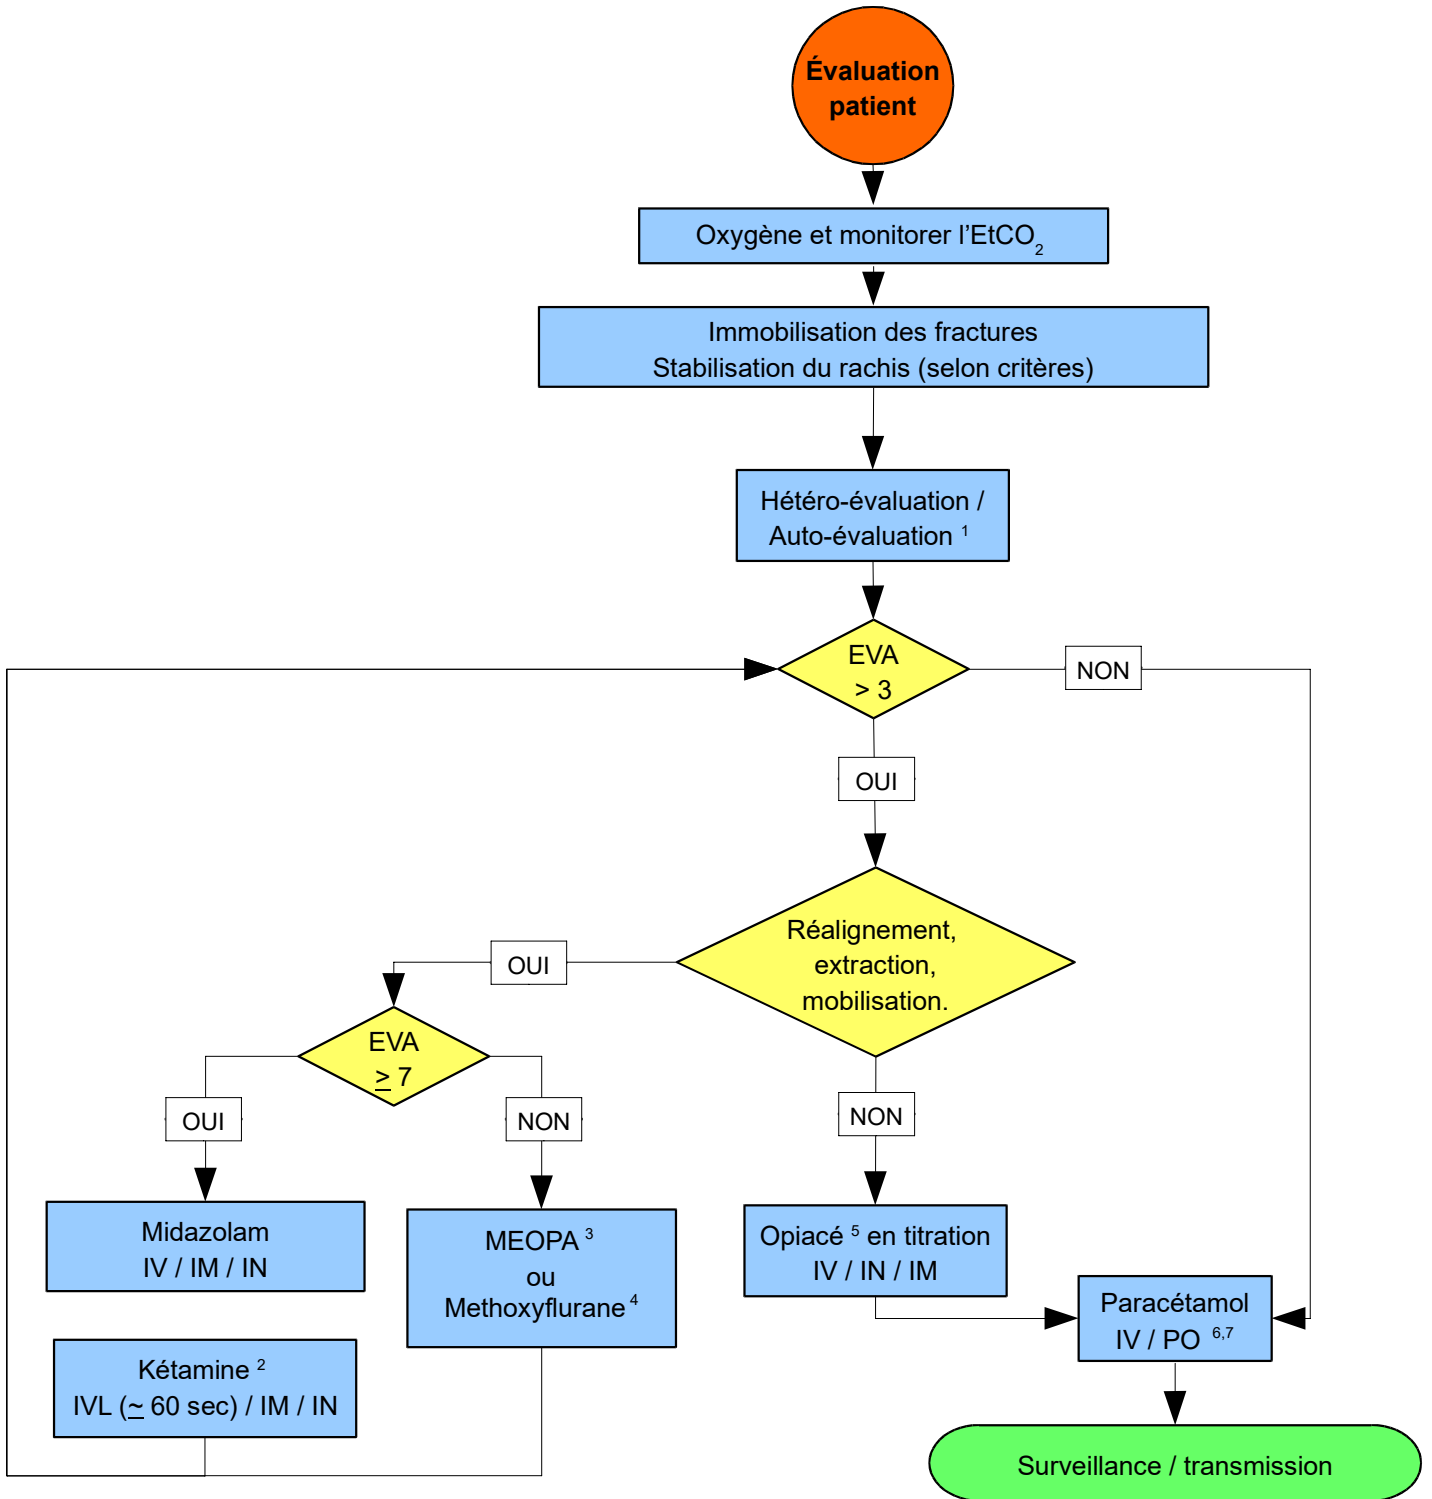 Évaluation
patient
Oxygène et monitorer l'EtCO2
Immobilisation des fractures
Stabilisation du rachis (selon critères)
Hétéro-évaluation /
Auto-évaluation 1
EVA
> 3
NON
OUI
Réalignement,
extraction,
mobilisation.
OUI
EVA
≥ 7
OUI
NON
NON
Midazolam
IV / IM / IN
MEOPA 3
ou
Methoxyflurane 4
Opiacé 5 en titration
IV / IN / IM
Paracétamol
IV / PO 6,7
Kétamine 2
IVL (~ 60 sec) / IM / IN
Surveillance / transmission